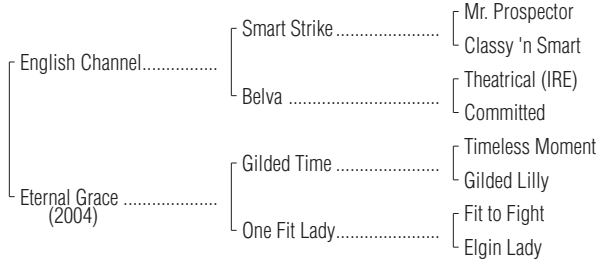 Mr. Prospector
Smart Strike ....................
Classy 'n Smart
English Channel................
Theatrical (IRE)
Belva .............................
Committed
Timeless Moment
Gilded Time ....................
Gilded Lilly
Eternal Grace ..................
(2004)
Fit to Fight
One Fit Lady....................
Elgin Lady